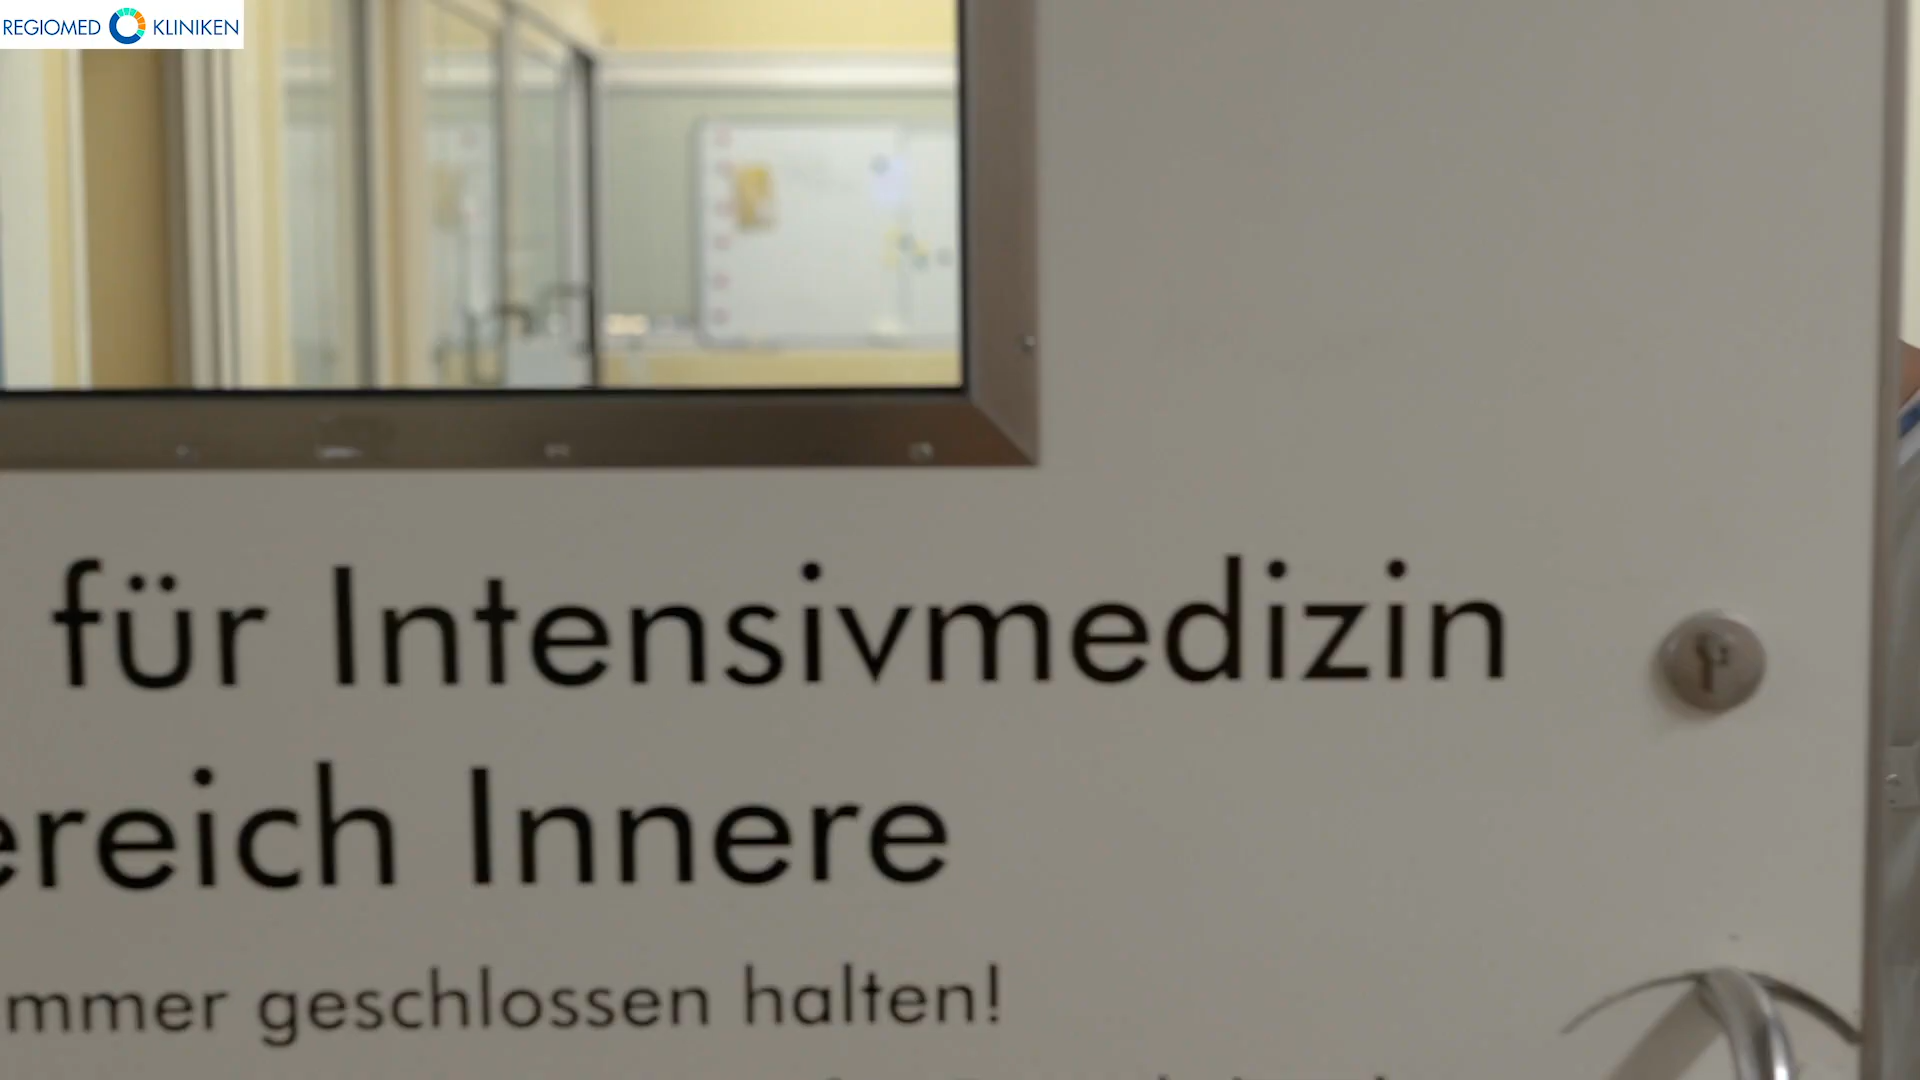 REGIOMED KLINIKEN
für Intensivmedizin
ereich Innere
mmer geschlossen halten!